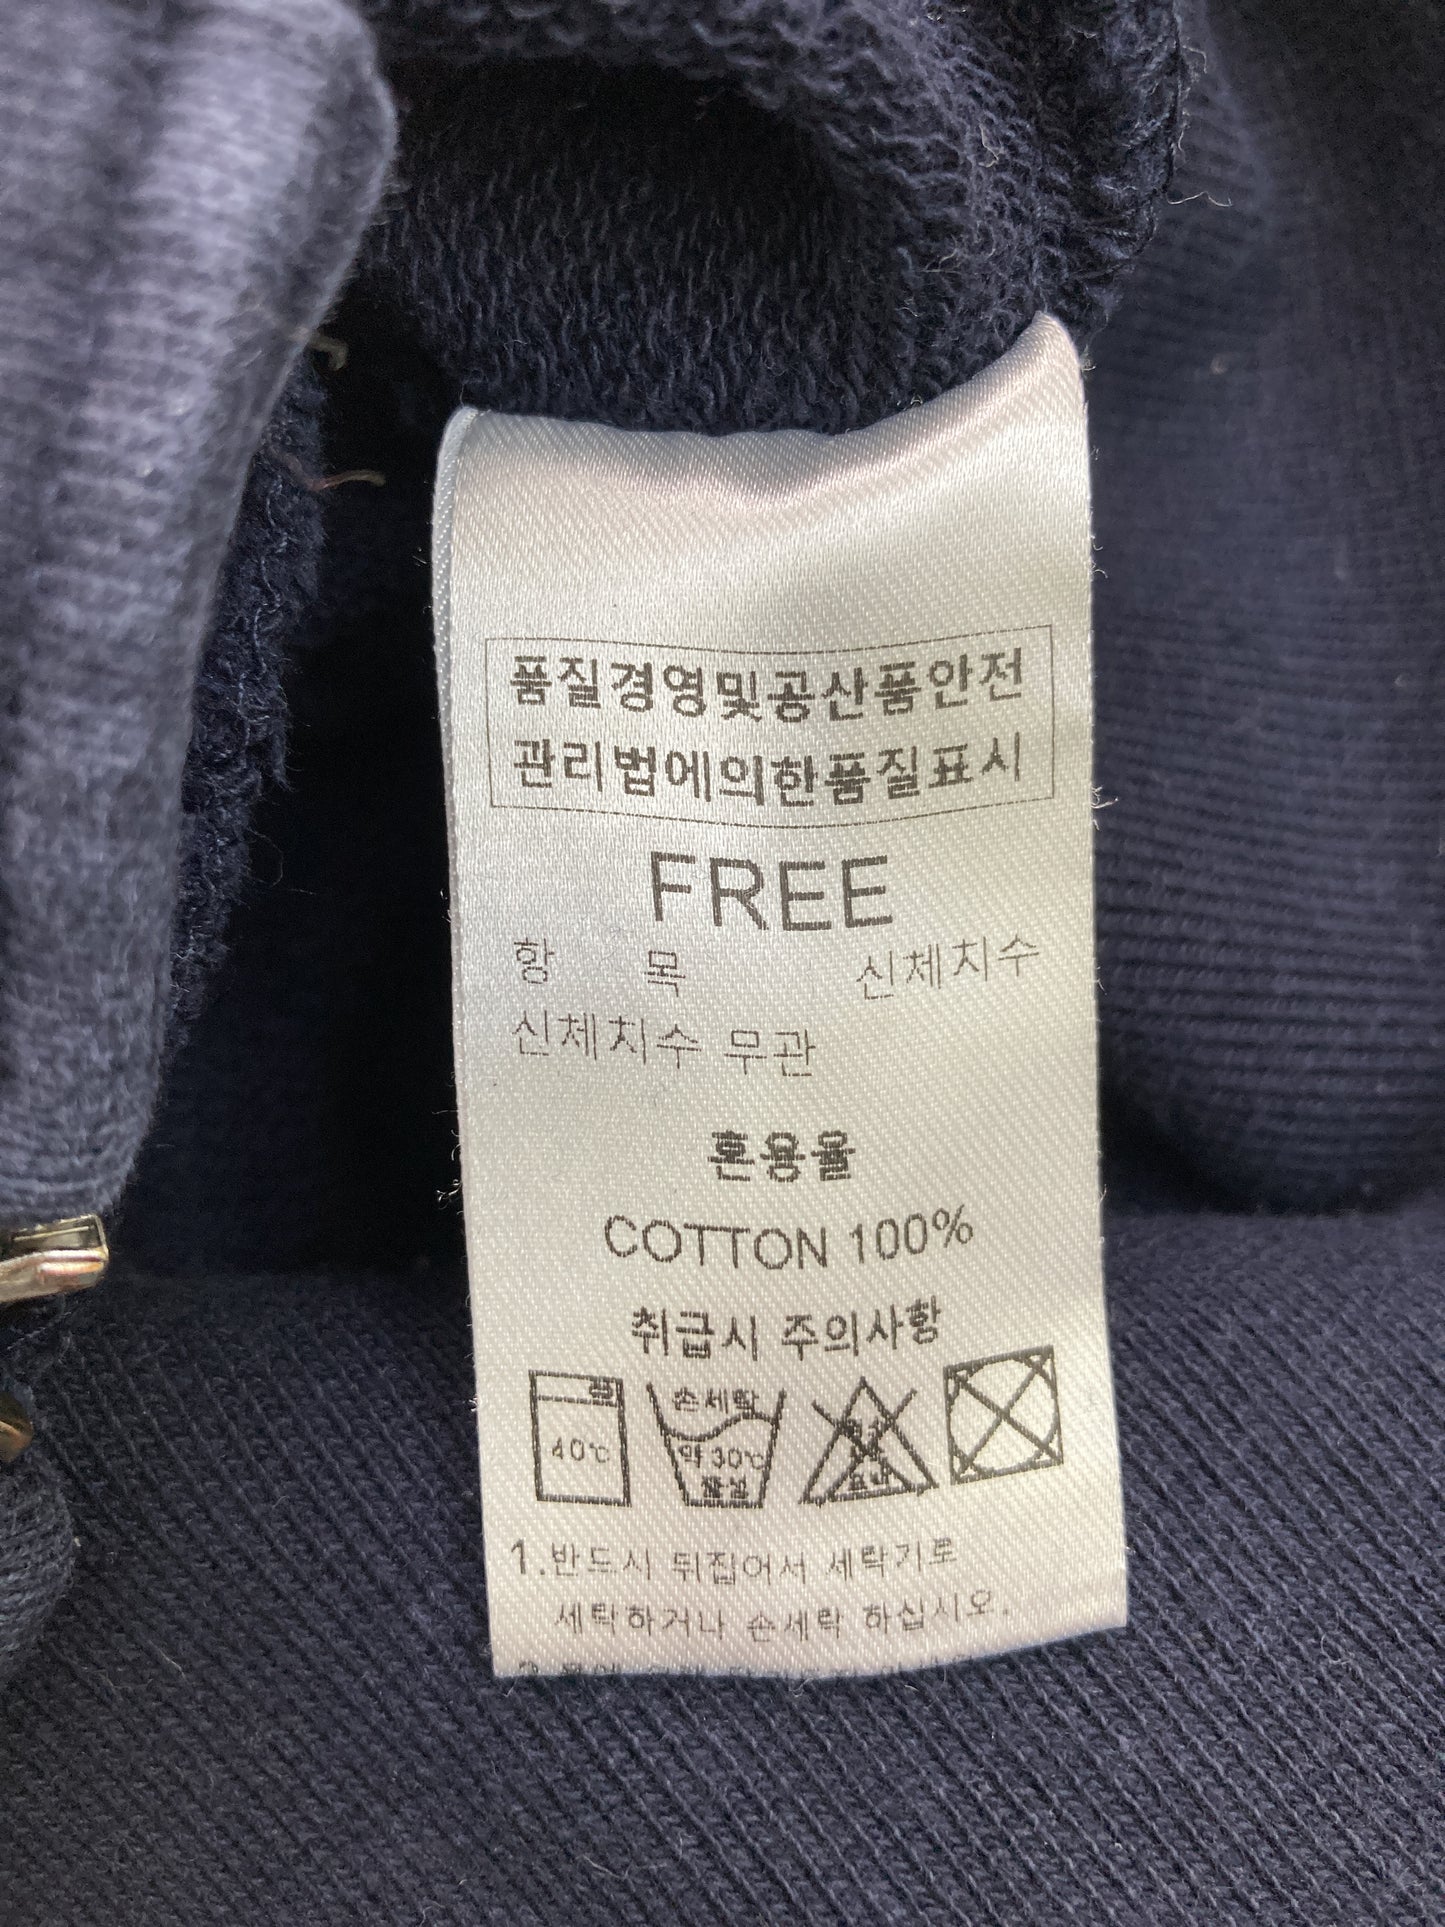 품질경영및공산품안전
관리법에의한품질표시
FREE
항 목 신체치수
신체치수 무관
혼용율
COTTON 100%
취급시 주의사항
40℃
손세탁
약 30℃
중성
1.반드시 뒤집어서 세탁기로
세탁하거나 손세탁 하십시오.